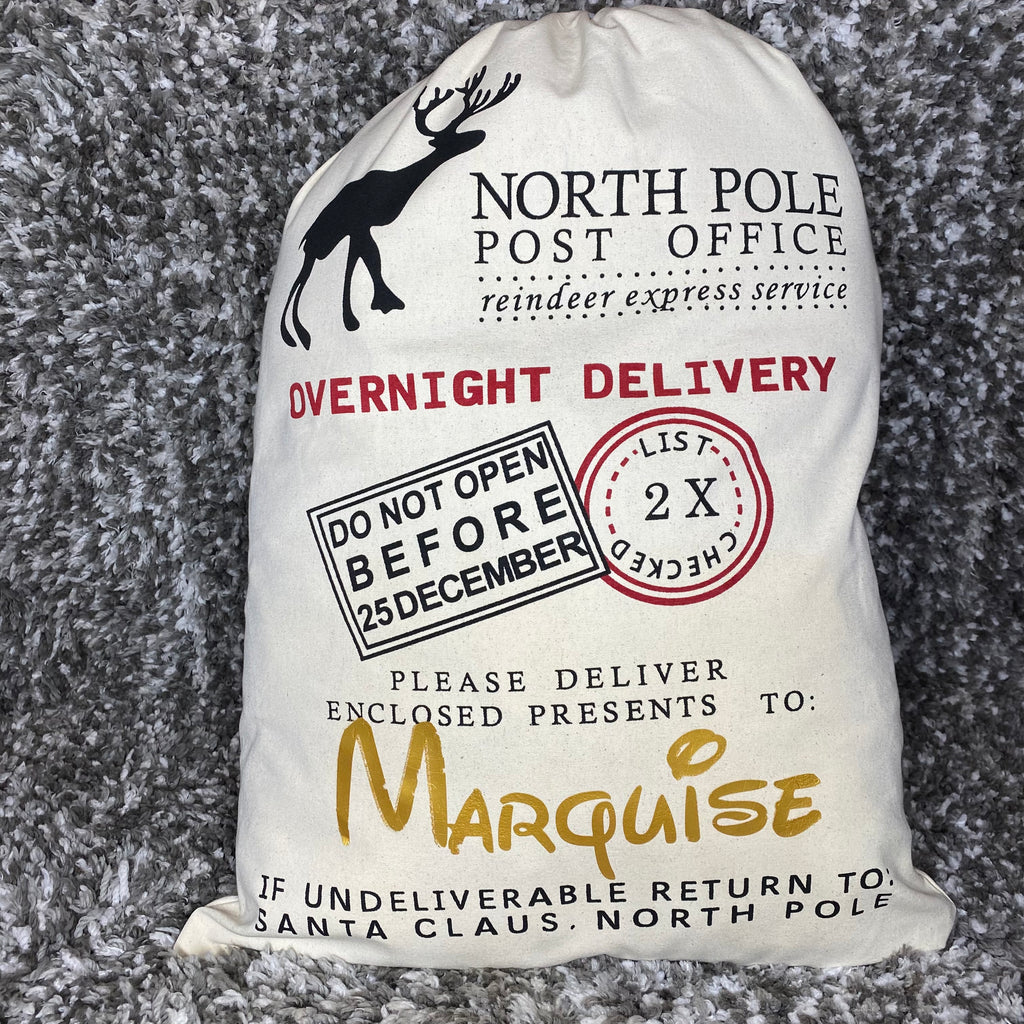 NORTH POLE
POST OFFICE
reindeer express service
OVERNIGHT DELIVERY
DO NOT OPEN
BEFORE
25 DECEMBER
LIST
2 X
CHECKED
PLEASE DELIVER
ENCLOSED PRESENTS TO:
MARQUISE
IF UNDELIVERABLE RETURN TO:
SANTA CLAUS. NORTH POLE